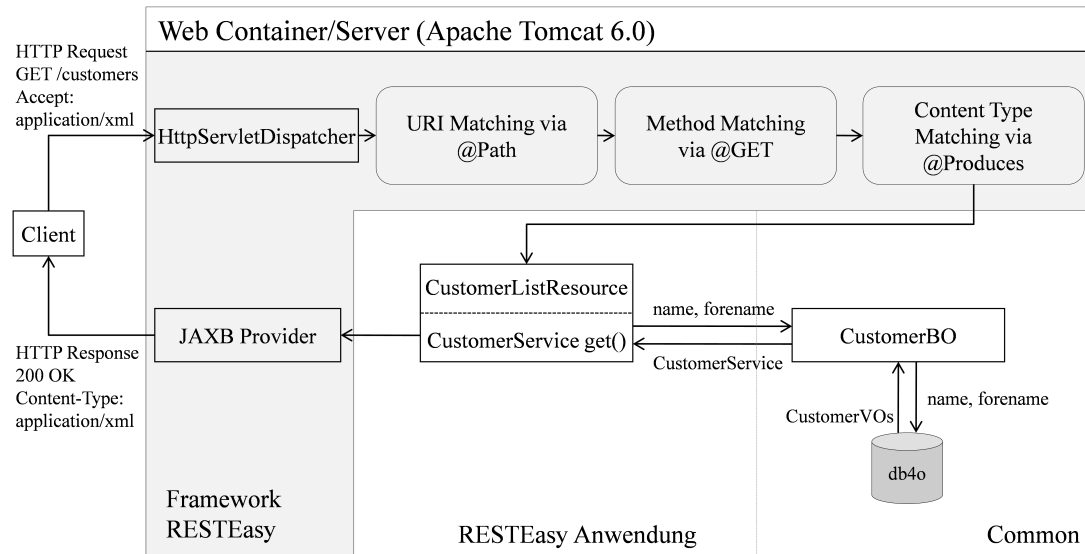 Web Container/Server (Apache Tomcat 6.0)
HTTP Request
GET /customers
Accept:
application/xml
HttpServletDispatcher
URI Matching via
@Path
Method Matching
via @GET
Content Type
Matching via
@Produces
Client
CustomerListResource
CustomerService get()
name, forename
CustomerService
CustomerBO
JAXB Provider
HTTP Response
200 OK
Content-Type:
application/xml
CustomerVOs
name, forename
db4o
Framework
RESTEasy
RESTEasy Anwendung
Common